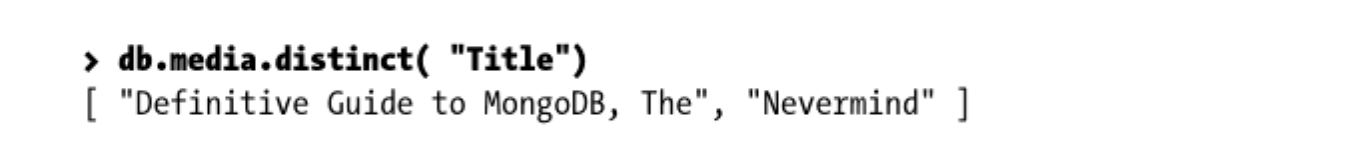 > db.media.distinct( "Title")
[ "Definitive Guide to MongoDB, The", "Nevermind" ]